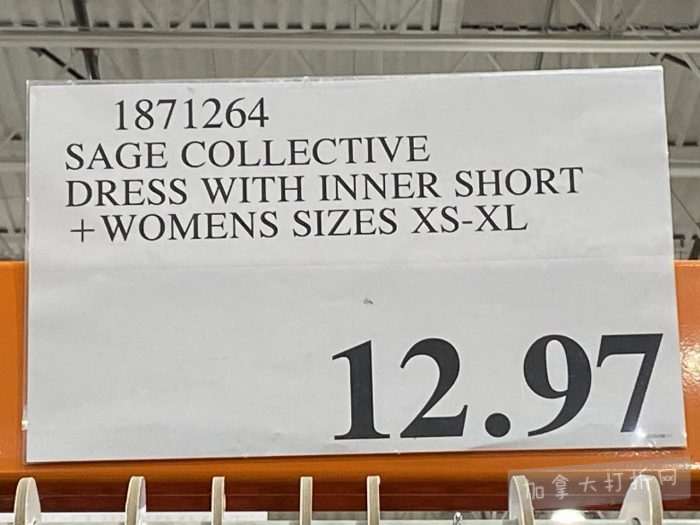 1871264
SAGE COLLECTIVE
DRESS WITH INNER SHORT
+WOMENS SIZES XS-XL
12.97
加拿大打折网